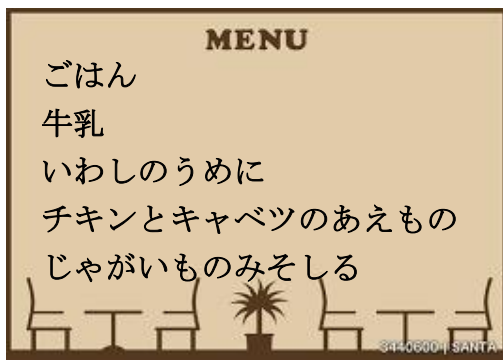 MENU
ごはん
牛乳
いわしのうめに
チキンとキャベツのあえもの
じゃがいものみそしる
3440600 | SANTA